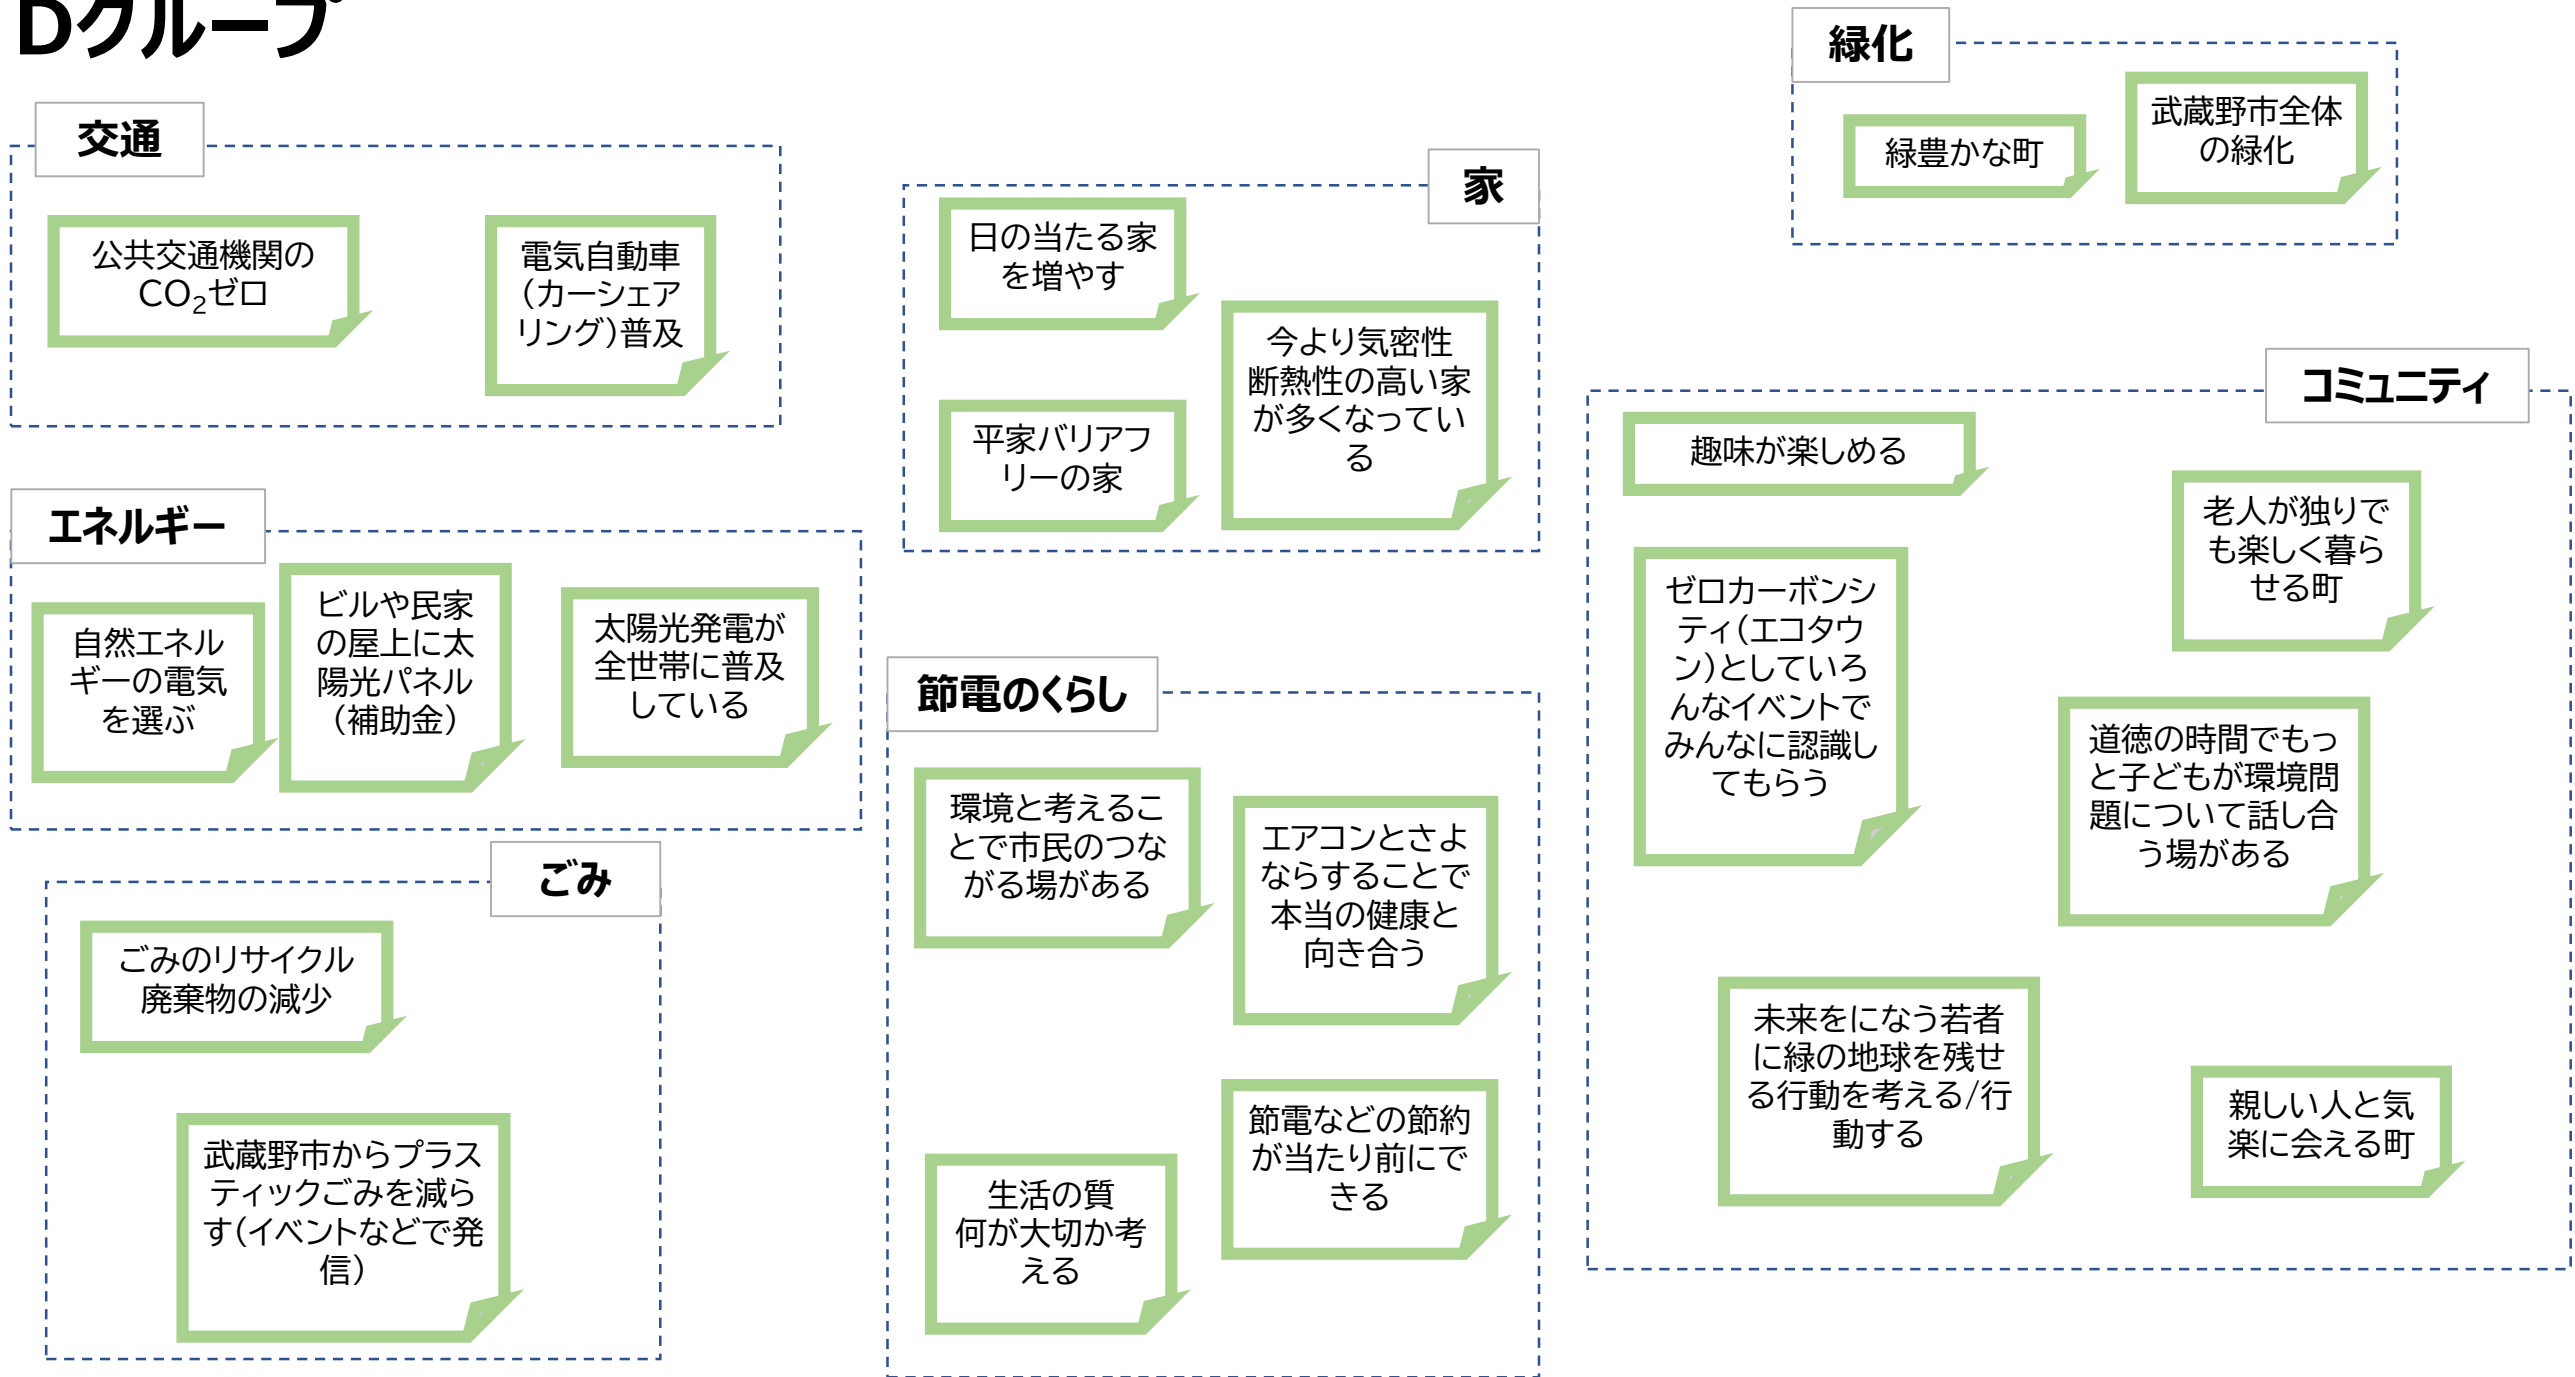 Dグループ
交通
公共交通機関の
CO₂ゼロ
電気自動車
(カーシェア
リング)普及
エネルギー
自然エネル
ギーの電気
を選ぶ
ビルや民家
の屋上に太
陽光パネル
(補助金)
太陽光発電が
全世帯に普及
している
ごみ
ごみのリサイクル
廃棄物の減少
武蔵野市からプラス
ティックごみを減ら
す(イベントなどで発
信)
家
日の当たる家
を増やす
今より気密性
断熱性の高い家
が多くなってい
る
平家バリアフ
リーの家
節電のくらし
環境と考えるこ
とで市民のつな
がる場がある
エアコンとさよ
ならすることで
本当の健康と
向き合う
節電などの節約
が当たり前にで
きる
生活の質
何が大切か考
える
緑化
緑豊かな町
武蔵野市全体
の緑化
コミュニティ
趣味が楽しめる
老人が独りで
も楽しく暮ら
せる町
ゼロカーボンシ
ティ(エコタウ
ン)としていろ
んなイベントで
みんなに認識し
てもらう
道徳の時間でもっ
と子どもが環境問
題について話し合
う場がある
未来をになう若者
に緑の地球を残せ
る行動を考える/行
動する
親しい人と気
楽に会える町